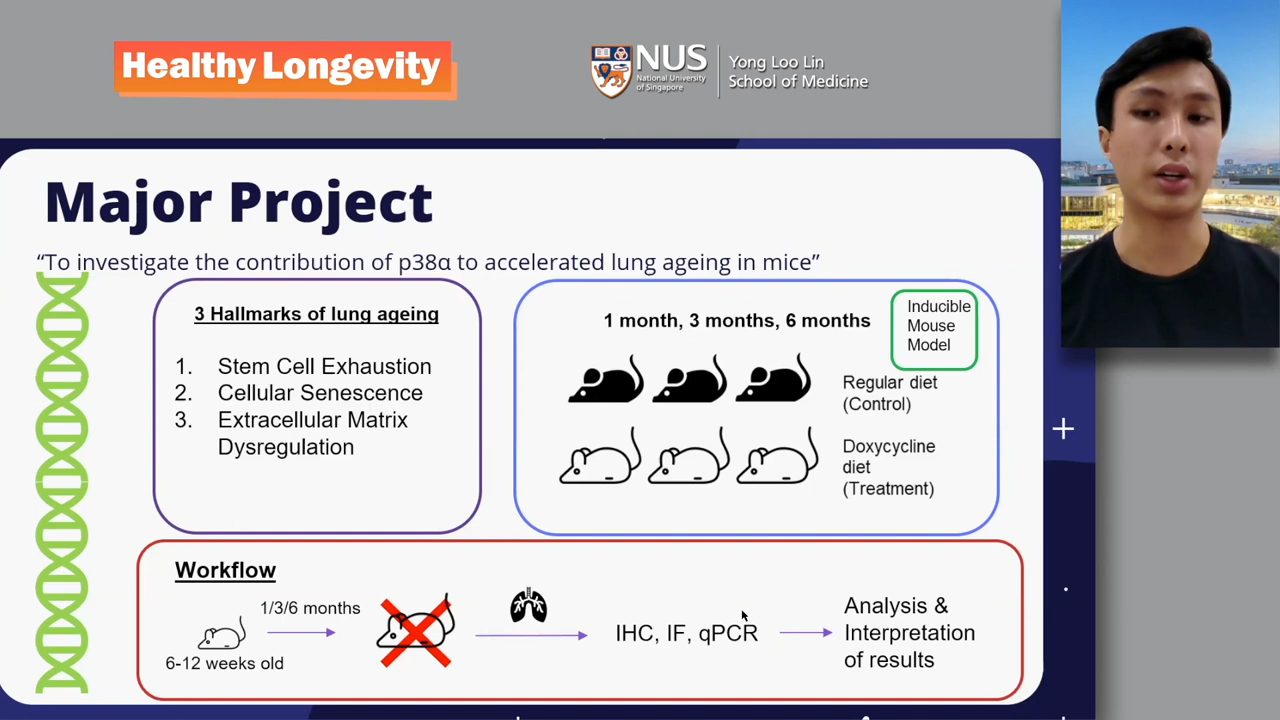 Healthy Longevity
NUS
National University
of Singapore
Yong Loo Lin
School of Medicine
Major Project
“To investigate the contribution of p38α to accelerated lung ageing in mice”
3 Hallmarks of lung ageing
1. Stem Cell Exhaustion
2. Cellular Senescence
3. Extracellular Matrix
Dysregulation
1 month, 3 months, 6 months
Inducible
Mouse
Model
Regular diet
(Control)
Doxycycline
diet
(Treatment)
Workflow
1/3/6 months
6-12 weeks old
IHC, IF, qPCR
Analysis &
Interpretation
of results